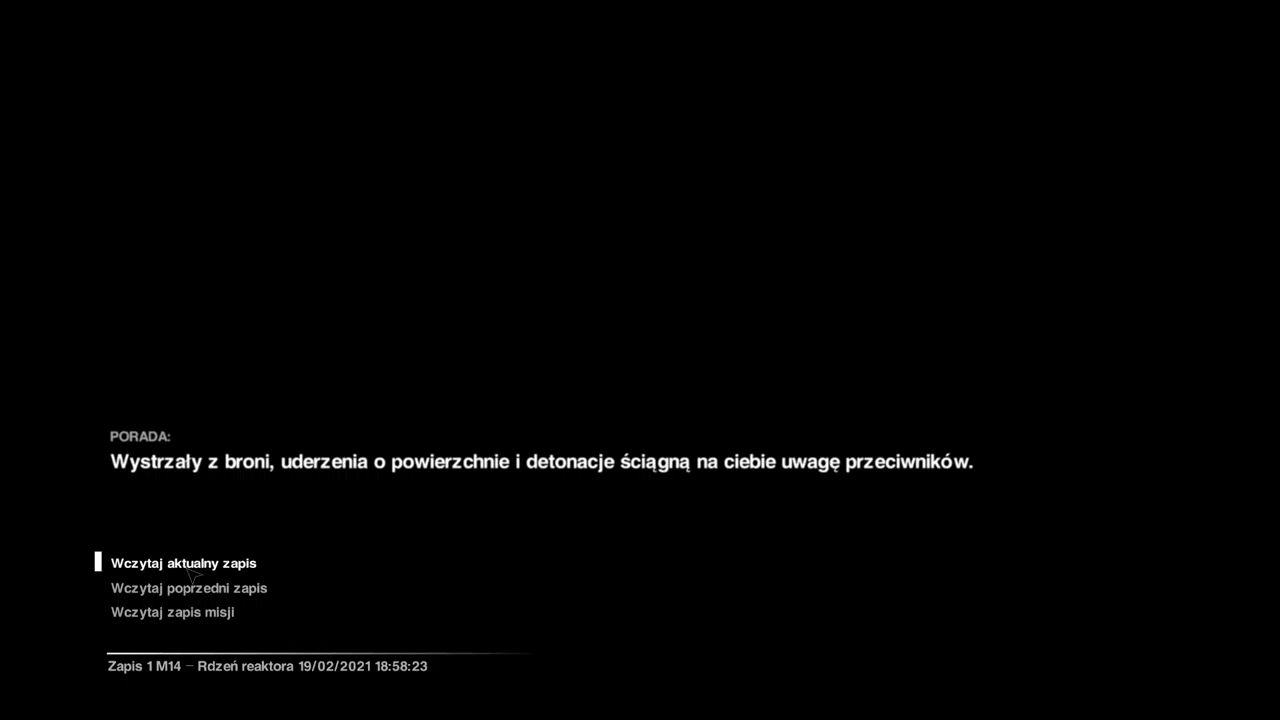 PORADA:
Wystrzały z broni, uderzenia o powierzchnie i detonacje ściągną na ciebie uwagę przeciwników.
Wczytaj aktualny zapis
Wczytaj poprzedni zapis
Wczytaj zapis misji
Zapis 1 M14 – Rdzeń reaktora 19/02/2021 18:58:23